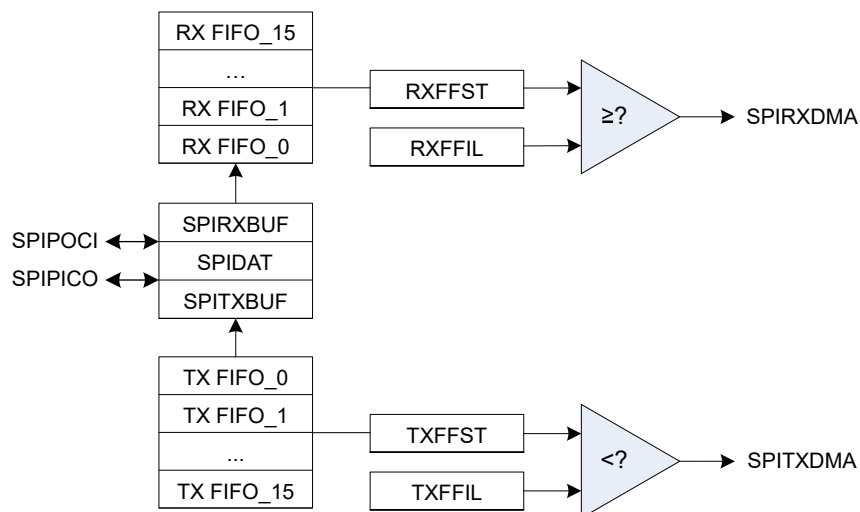 RX FIFO_15
…
RX FIFO_1
RX FIFO_0
RXFFST
RXFFIL
≥?
SPIRXDMA
SPIPOCI
SPIPICO
SPIRXBUF
SPIDAT
SPITXBUF
TX FIFO_0
TX FIFO_1
...
TX FIFO_15
TXFFST
TXFFIL
<?
SPITXDMA